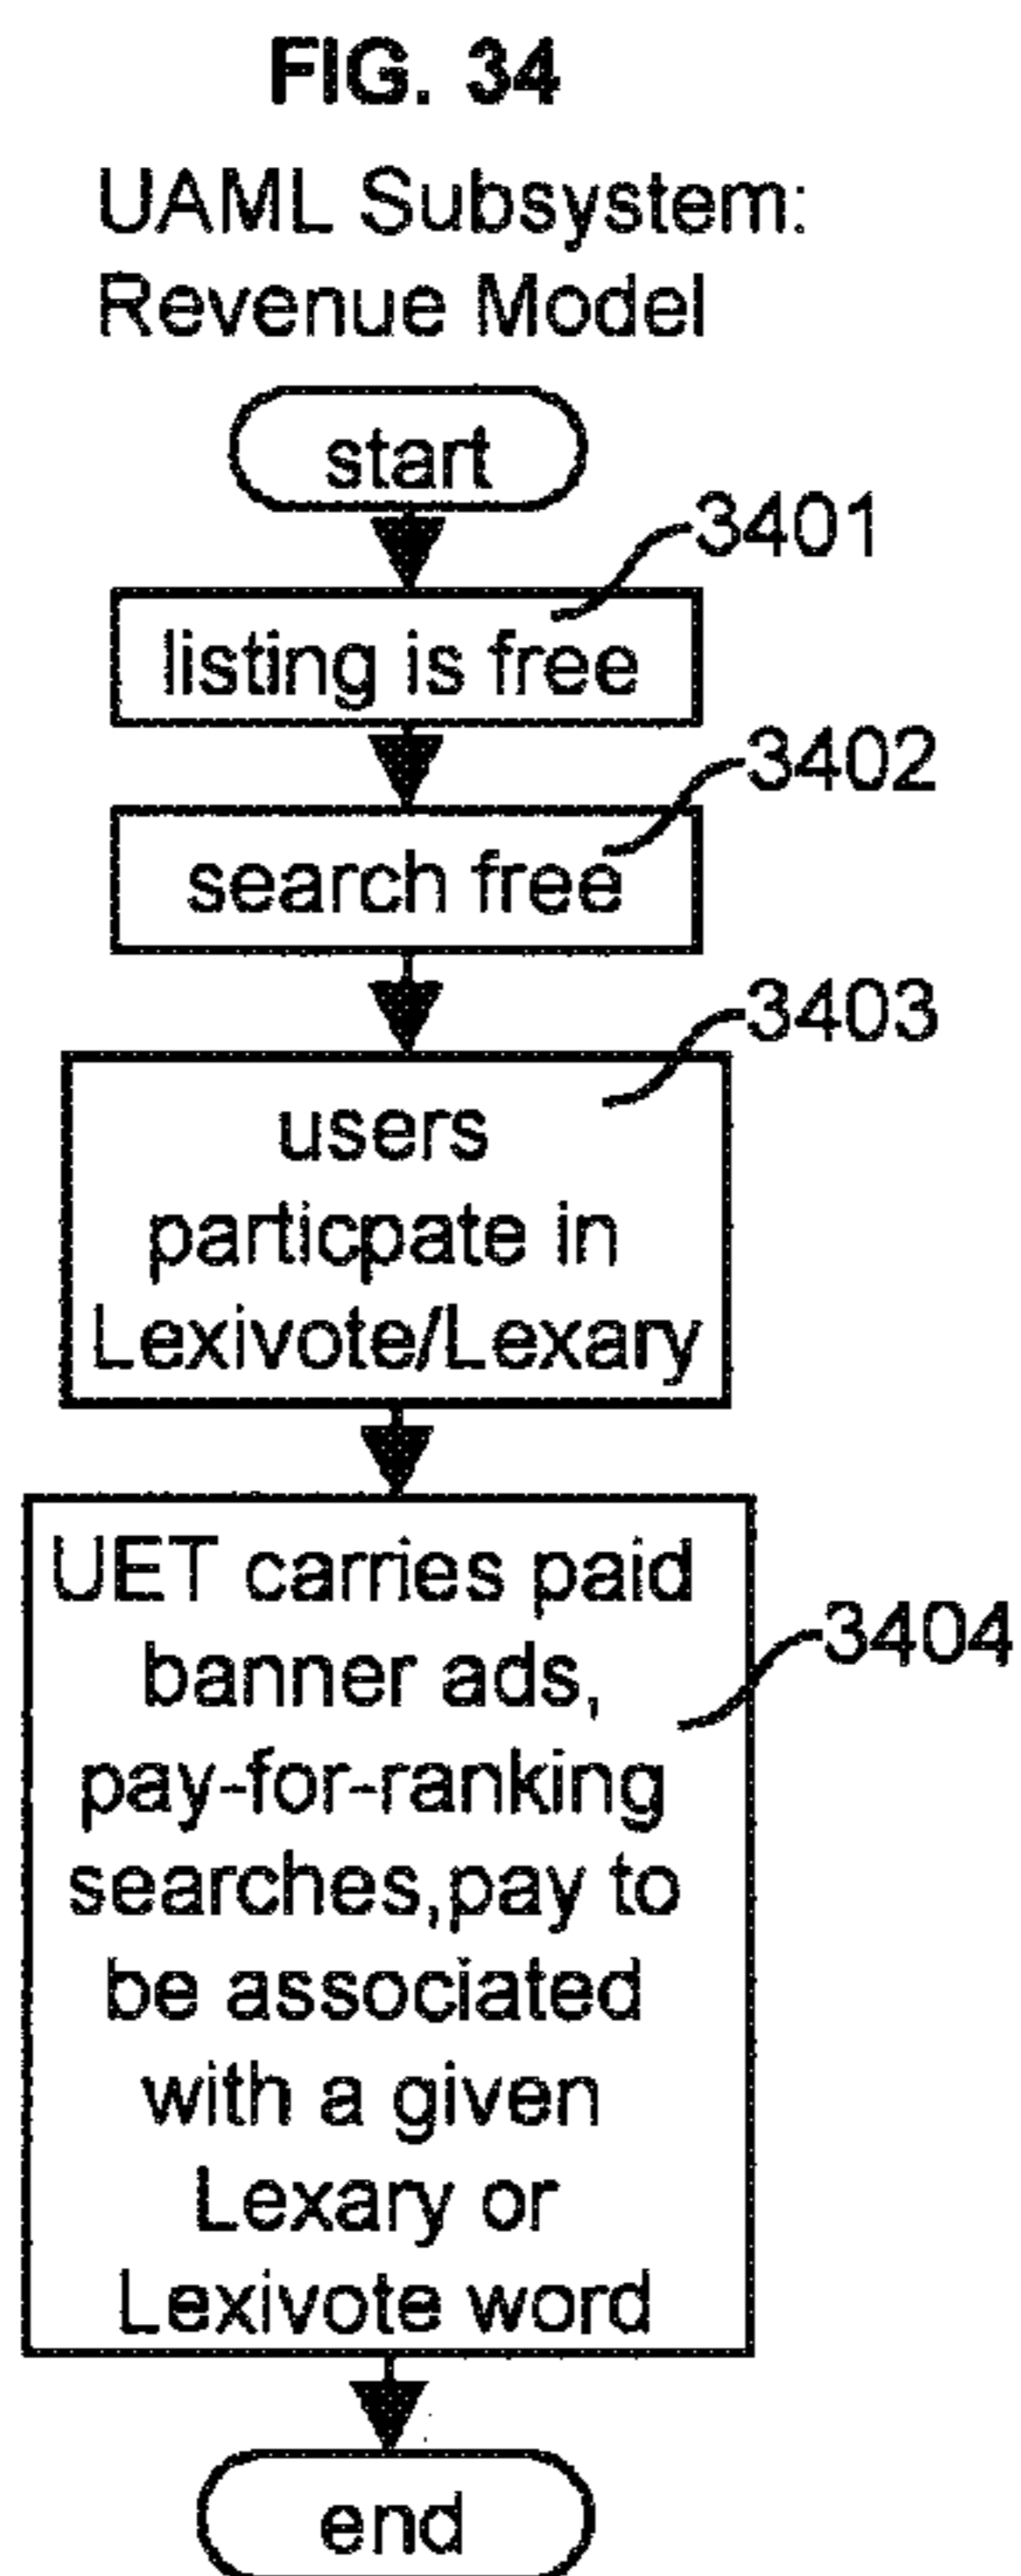 FIG. 34
UAML Subsystem:
Revenue Model
start
3401
listing is free
3402
search free
3403
users
particpate in
Lexivote/Lexary
UET carries paid
banner ads,
3404
pay-for-ranking
searches,pay to
be associated
with a given
Lexary or
Lexivote word
end